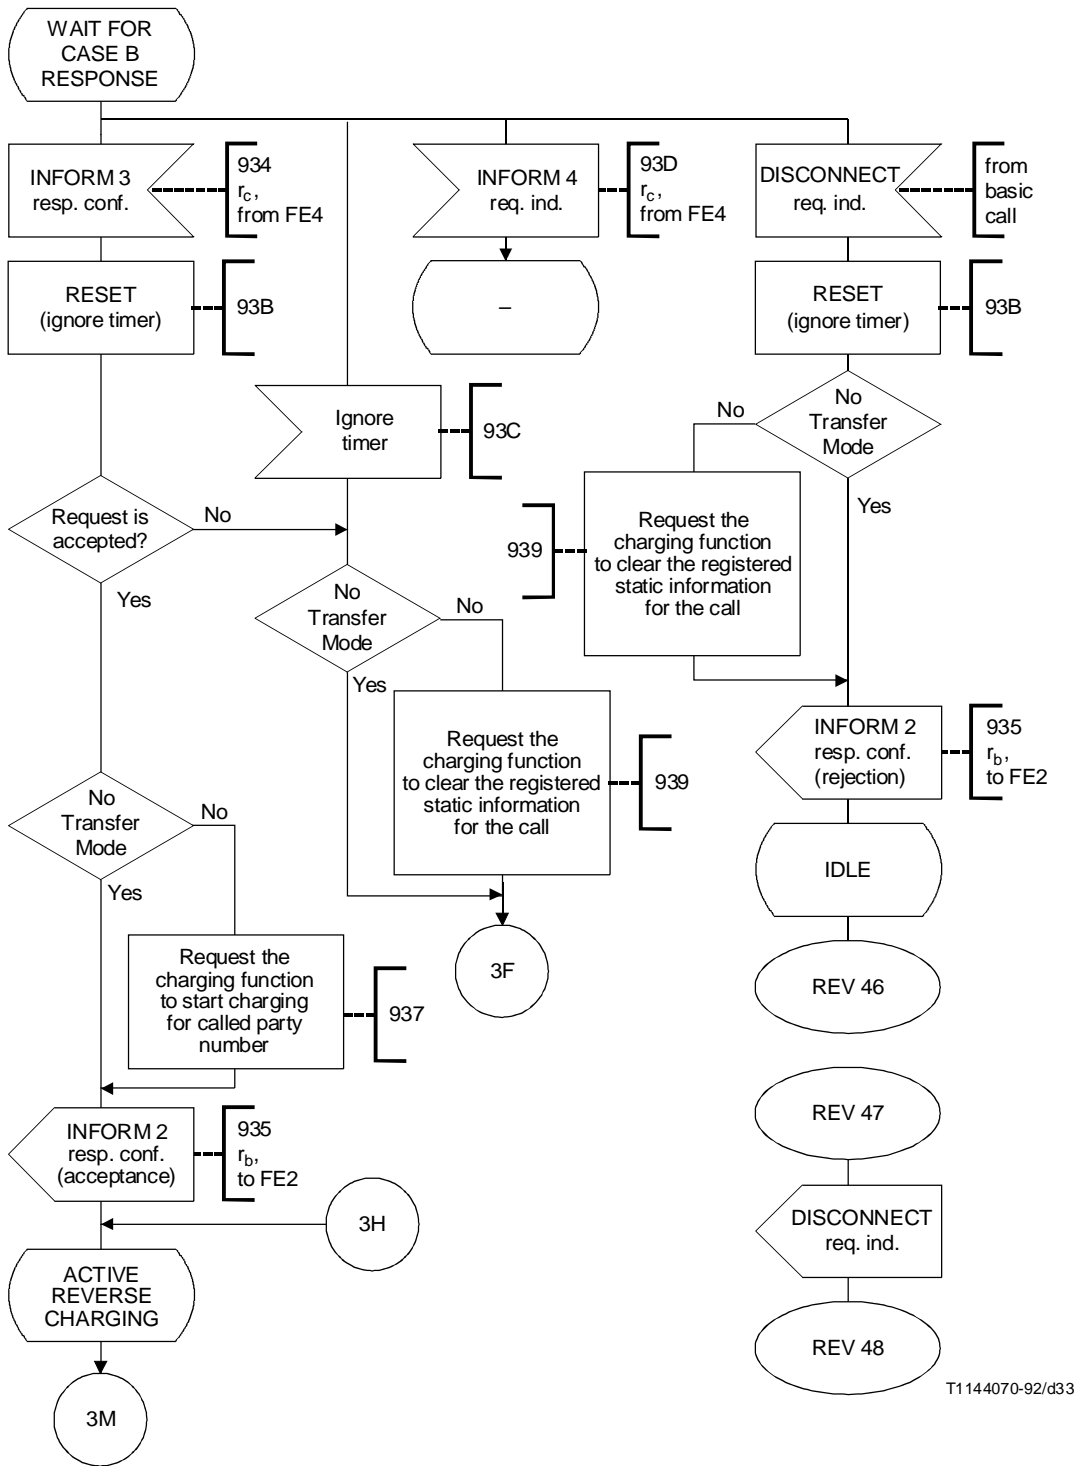 WAIT FOR
CASE B
RESPONSE
INFORM 3
resp. conf.
934
rc,
from FE4
INFORM 4
req. ind.
93D
rc,
from FE4
DISCONNECT
req. ind.
from
basic
call
RESET
(ignore timer)
93B
–
RESET
(ignore timer)
93B
Ignore
timer
93C
No
Transfer
Mode
No
Yes
Request is
accepted?
No
Yes
939
Request the
charging function
to clear the registered
static information
for the call
No
Transfer
Mode
No
Yes
Request the
charging function
to clear the registered
static information
for the call
939
INFORM 2
resp. conf.
(rejection)
935
rb,
to FE2
No
Transfer
Mode
No
Yes
IDLE
Request the
charging function
to start charging
for called party
number
937
3F
REV 46
INFORM 2
resp. conf.
(acceptance)
935
rb,
to FE2
REV 47
3H
DISCONNECT
req. ind.
ACTIVE
REVERSE
CHARGING
REV 48
3M
T1144070-92/d33